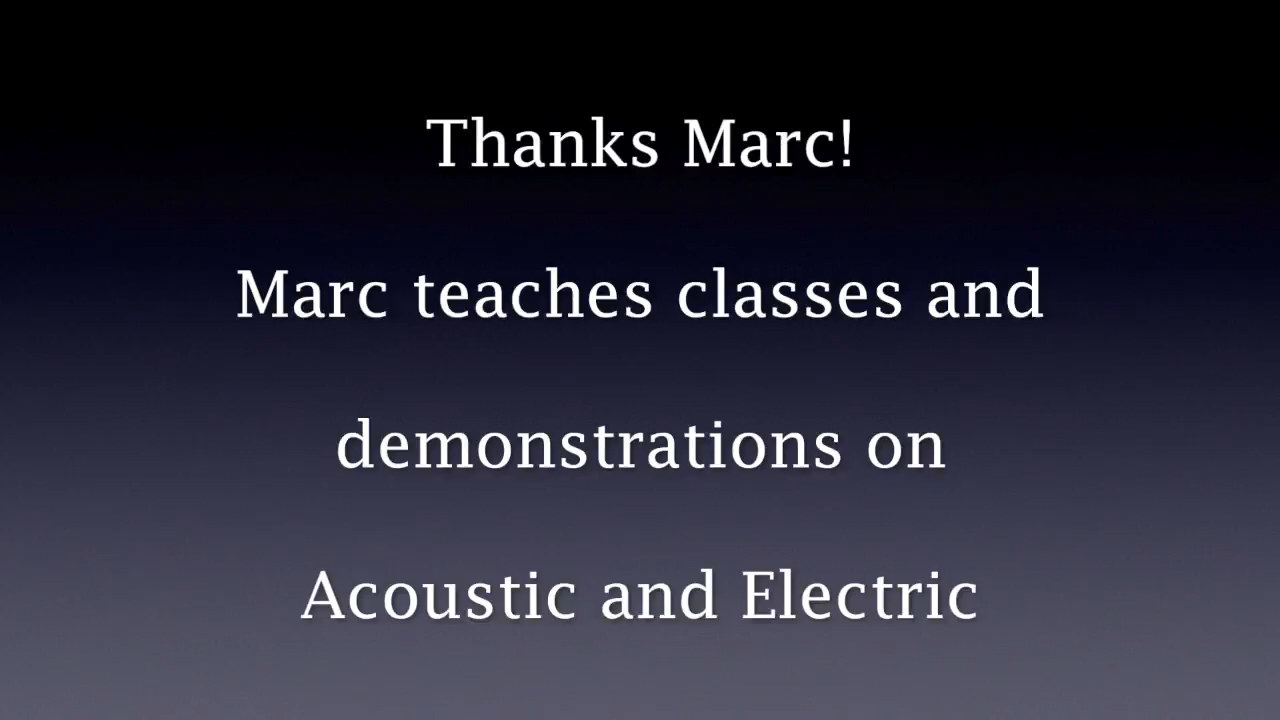 Thanks Marc!
Marc teaches classes and
demonstrations on
Acoustic and Electric